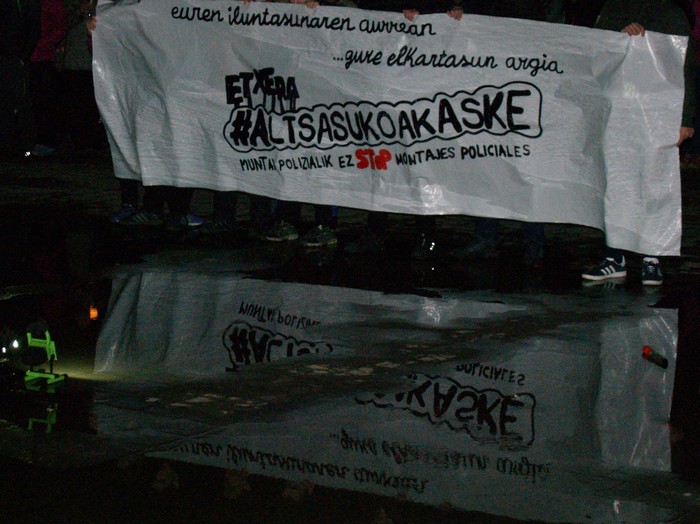 euren iluntasunaren aurrean
...gure elkartasun argia
ETXERA
#ALTSASUKOAKASKE
MUNTAI POLIZIALIK EZ STOP MONTAJES POLICIALES